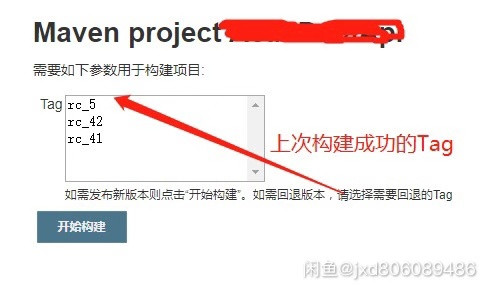 Maven project
需要如下参数用于构建项目:
Tag
rc_5
rc_42
rc_41
上次构建成功的Tag
如需发布新版本则点击“开始构建”。如需回退版本，请选择需要回退的Tag
开始构建
闲鱼@jxd806089486